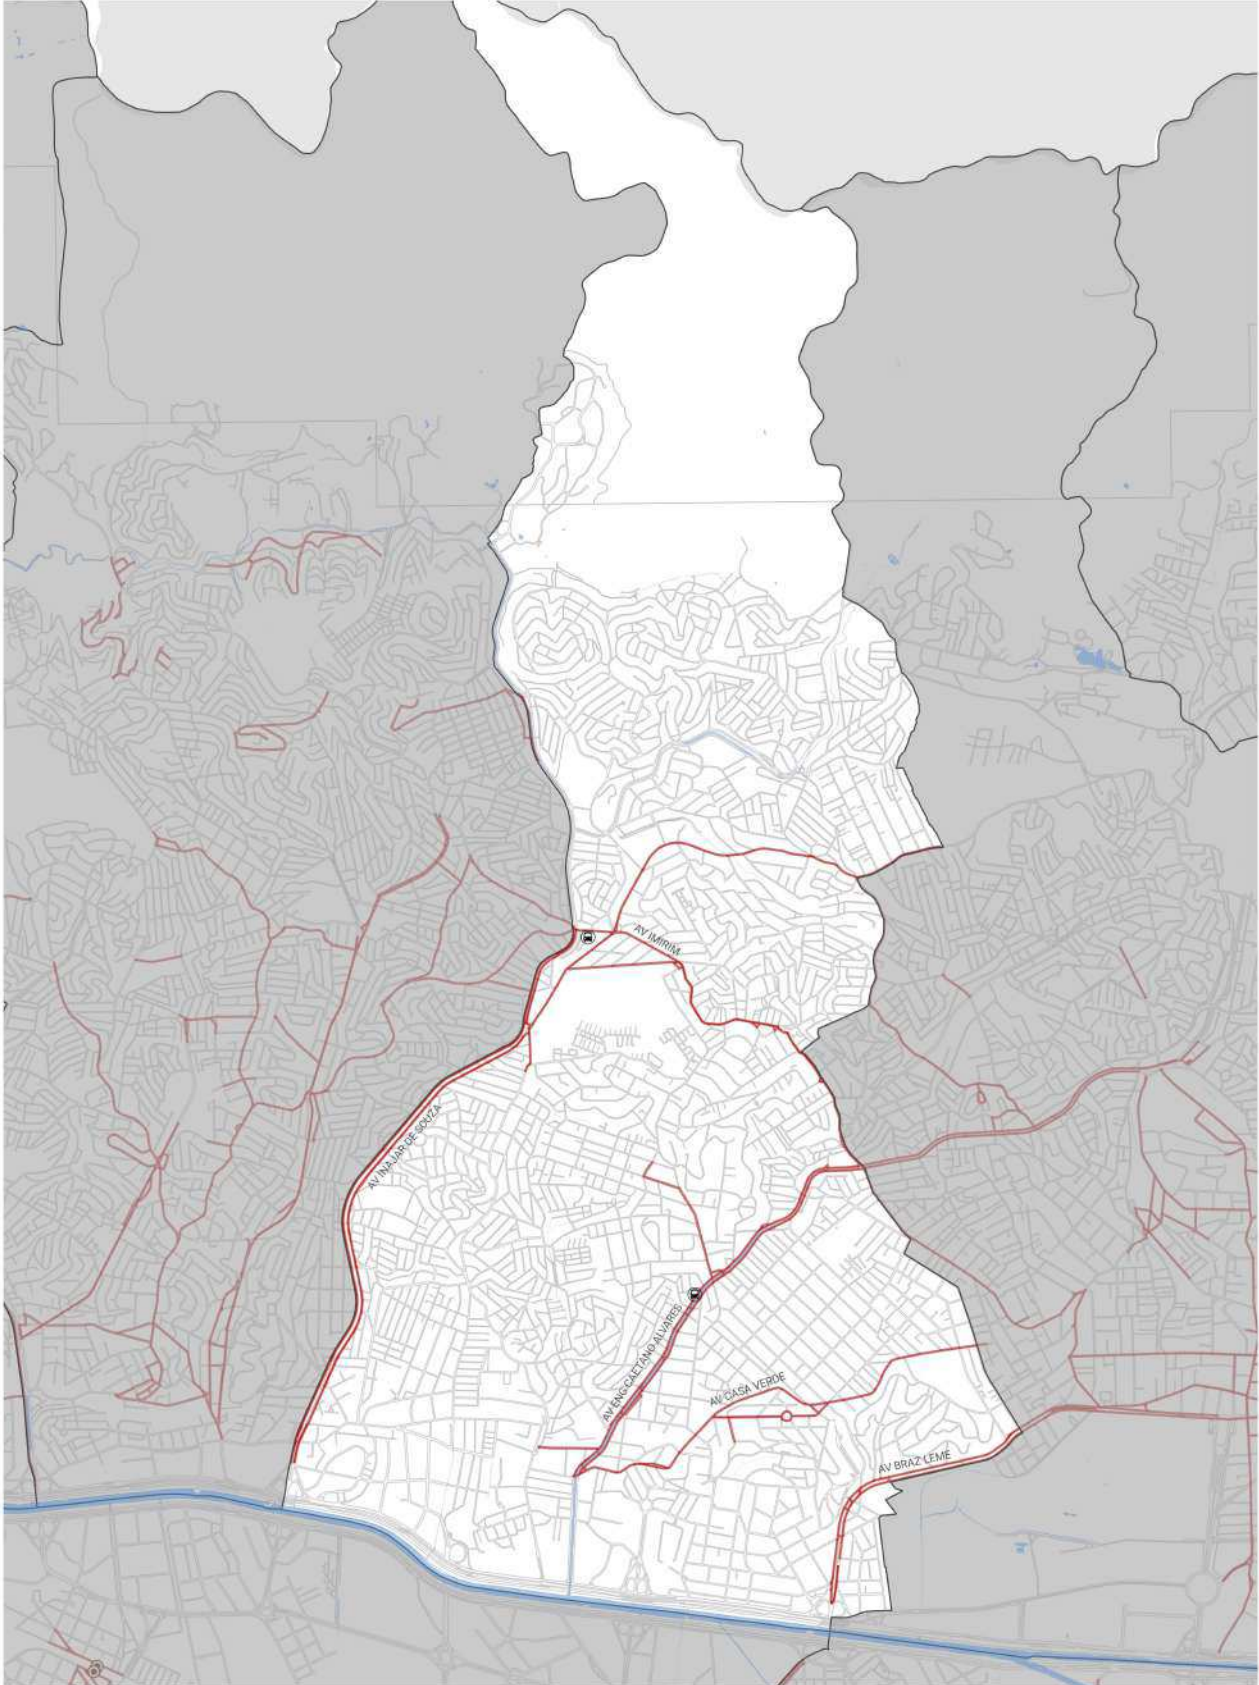 AV IMIRIM
AV INAJAR DE SOUZA
AV ENG CAETANO ALVARES
AV CASA VERDE
AV BRAZ LEME